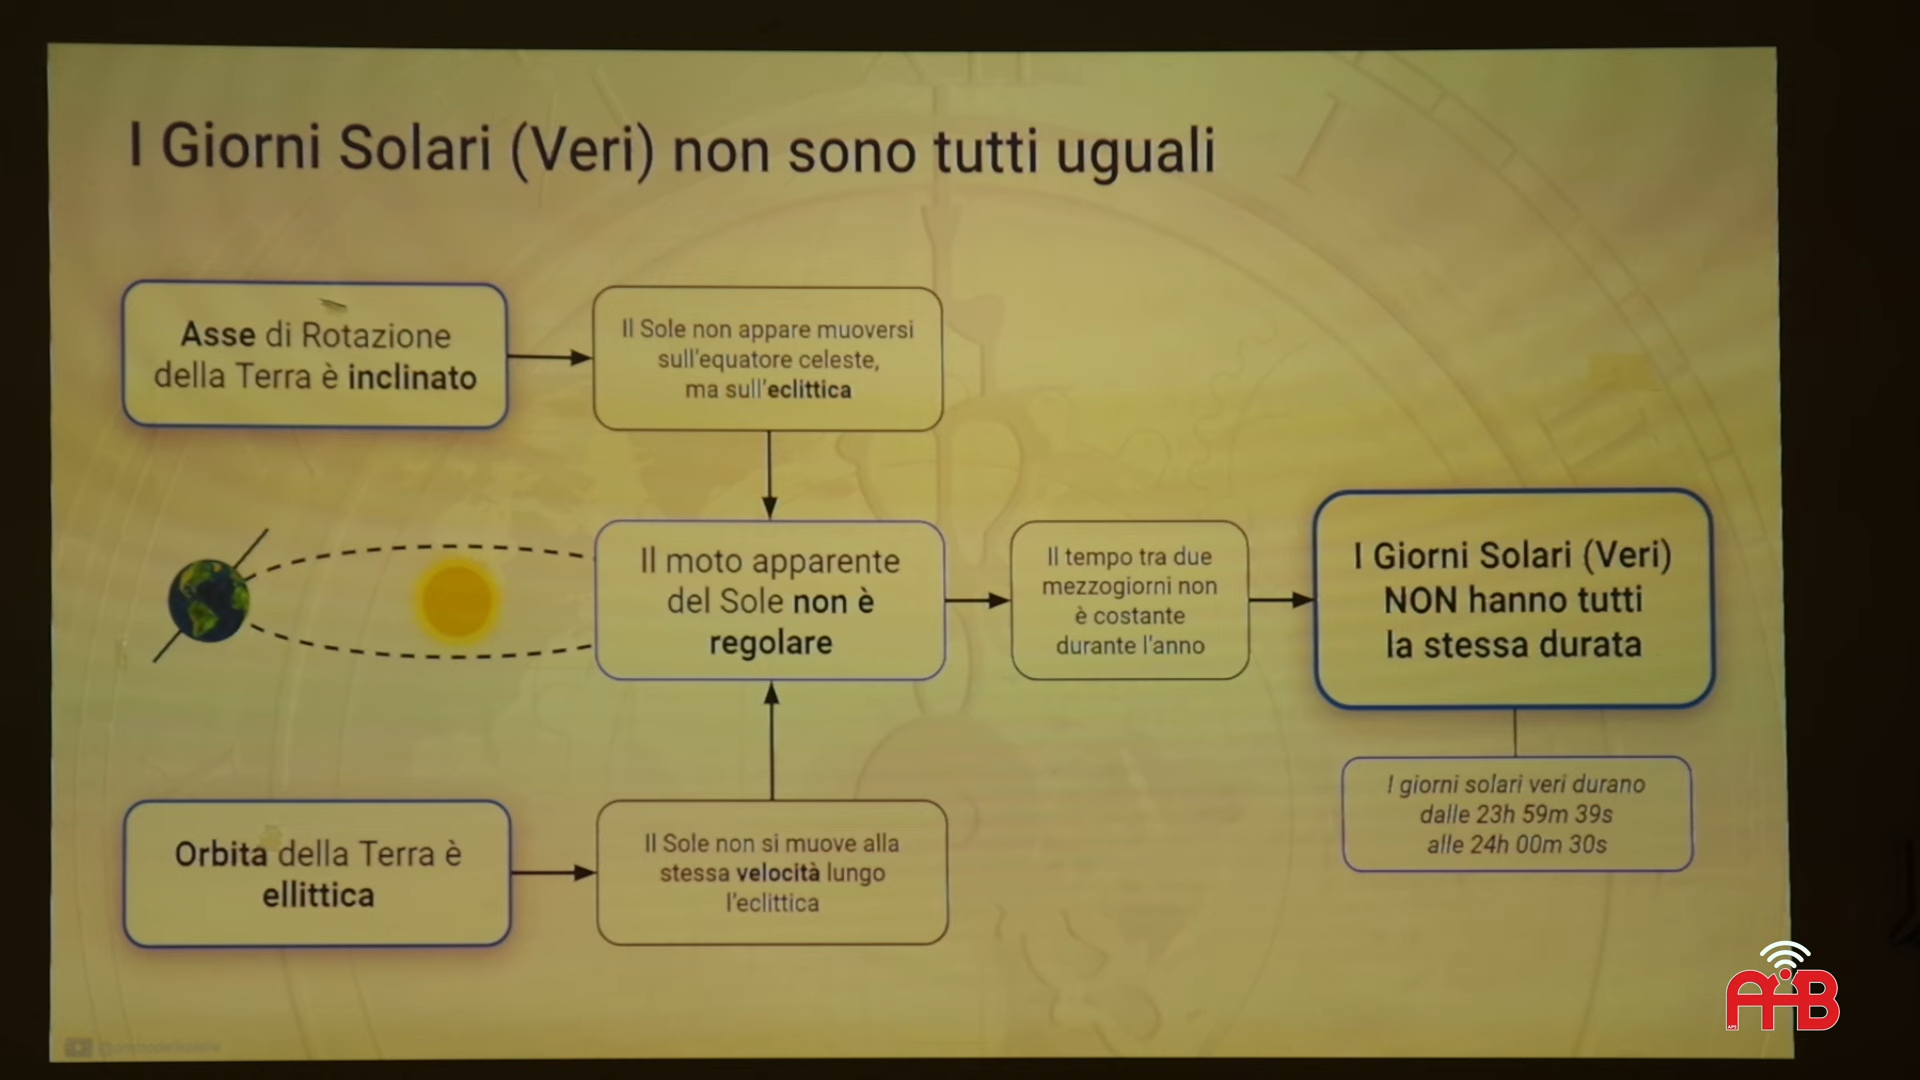 I Giorni Solari (Veri) non sono tutti uguali
Asse di Rotazione
della Terra è inclinato
Il Sole non appare muoversi
sull'equatore celeste,
ma sull'eclittica
Il moto apparente
del Sole non è
regolare
Il tempo tra due
mezzogiorni non
è costante
durante l'anno
I Giorni Solari (Veri)
NON hanno tutti
la stessa durata
I giorni solari veri durano
dalle 23h 59m 39s
alle 24h 00m 30s
Orbita della Terra è
ellittica
Il Sole non si muove alla
stessa velocità lungo
l'eclittica
AIB
APS